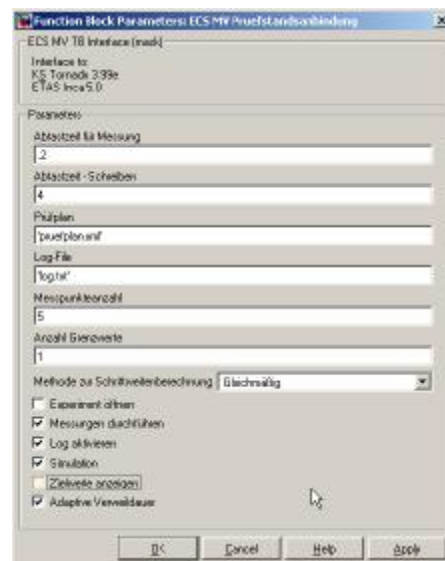 Function Block Parameters: ECS MV Pruefstandsanbindung
ECS MV TB Interface (mask)
Interface to:
KS Tornado 3.99e
ETAS Inca 5.0
Parameters
Abtastzeit für Messung
.2
Abtastzeit - Schreiben
4
Prüfplan
'pruefplan.xml'
Log-File
'log.txt'
Messpunkteanzahl
5
Anzahl Grenzwerte
1
Methode zur Schrittweitenberechnung Gleichmäßig
Experiment öffnen
Messungen durchführen
Log aktivieren
Simulation
Zielwerte anzeigen
Adaptive Verweildauer
OK Cancel Help Apply